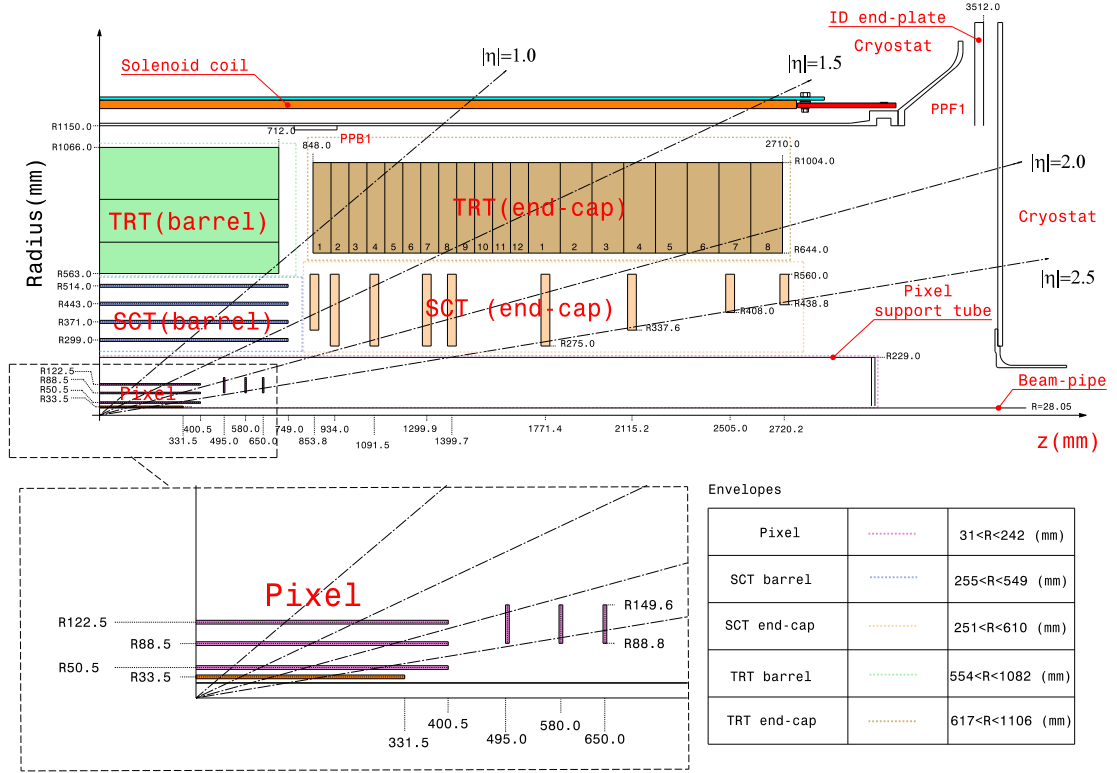 3512.0
ID end-plate
Cryostat
|η|=1.0
|η|=1.5
Solenoid coil
PPF1
R1150.0
712.0
PPB1
R1066.0
848.0
2710.0
R1004.0
|η|=2.0
Radius(mm)
TRT(barrel)
TRT(end-cap)
Cryostat
1 2 3 4 5 6 7 8 9 10 11 12 1 2 3 4 5 6 7 8
R644.0
R563.0
R560.0
|η|=2.5
R514.0
R443.0
SCT(barrel)
SCT (end-cap)
R438.8
R408.0
Pixel
support tube
R371.0
R337.6
R299.0
R275.0
R229.0
R122.5
R88.5
R50.5
R33.5
Pixel
Beam-pipe
R=28.05
400.5
580.0
749.0
934.0
1299.9
1771.4
2115.2
2505.0
2720.2
331.5
495.0
650.0
853.8
1091.5
1399.7
z(mm)
Pixel
R122.5
R88.5
R50.5
R33.5
R149.6
R88.8
400.5
580.0
331.5
495.0
650.0
Envelopes
Pixel 31<R<242 (mm)
SCT barrel 255<R<549 (mm)
SCT end-cap 251<R<610 (mm)
TRT barrel 554<R<1082 (mm)
TRT end-cap 617<R<1106 (mm)